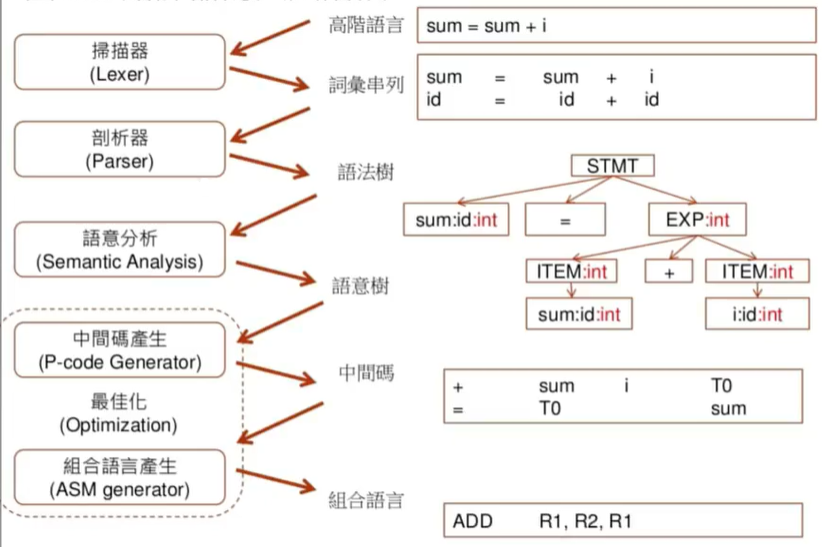 高階語言
sum = sum + i
掃描器
(Lexer)
詞彙串列
sum = sum + i
id = id + id
剖析器
(Parser)
語法樹
STMT
sum:id:int = EXP:int
語意分析
(Semantic Analysis)
ITEM:int + ITEM:int
語意樹
sum:id:int i:id:int
中間碼產生
(P-code Generator)
中間碼
+ sum i T0
= T0 sum
最佳化
(Optimization)
組合語言產生
(ASM generator)
組合語言
ADD R1, R2, R1